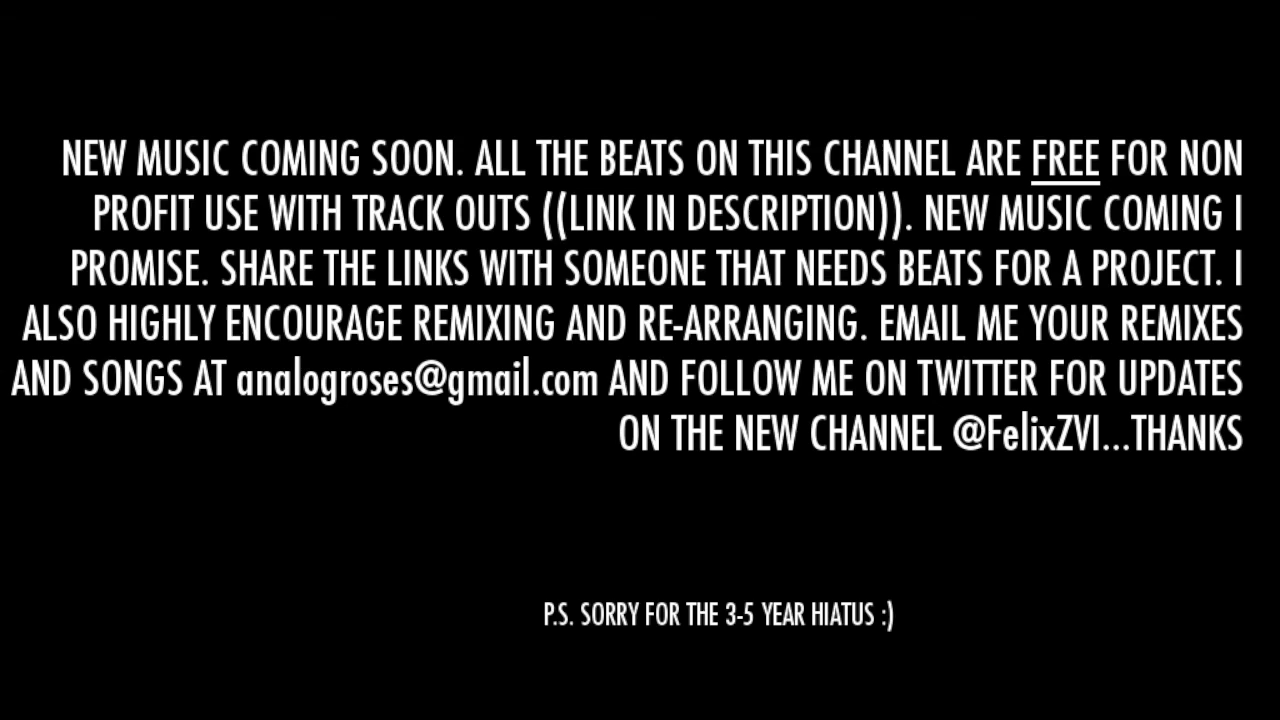 NEW MUSIC COMING SOON. ALL THE BEATS ON THIS CHANNEL ARE FREE FOR NON
PROFIT USE WITH TRACK OUTS ((LINK IN DESCRIPTION)). NEW MUSIC COMING I
PROMISE. SHARE THE LINKS WITH SOMEONE THAT NEEDS BEATS FOR A PROJECT. I
ALSO HIGHLY ENCOURAGE REMIXING AND RE-ARRANGING. EMAIL ME YOUR REMIXES
AND SONGS AT analogroses@gmail.com AND FOLLOW ME ON TWITTER FOR UPDATES
ON THE NEW CHANNEL @FelixZVI...THANKS
P.S. SORRY FOR THE 3-5 YEAR HIATUS :)